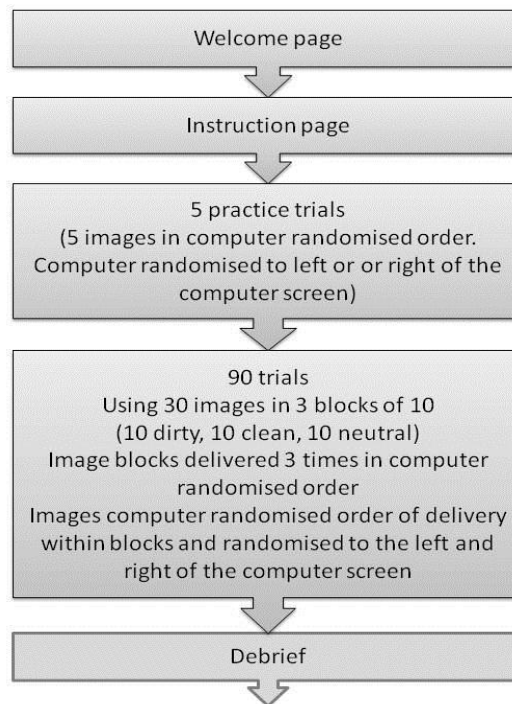 Welcome page
Instruction page
5 practice trials
(5 images in computer randomised order.
Computer randomised to left or or right of the
computer screen)
90 trials
Using 30 images in 3 blocks of 10
(10 dirty, 10 clean, 10 neutral)
Image blocks delivered 3 times in computer
randomised order
Images computer randomised order of delivery
within blocks and randomised to the left and
right of the computer screen
Debrief